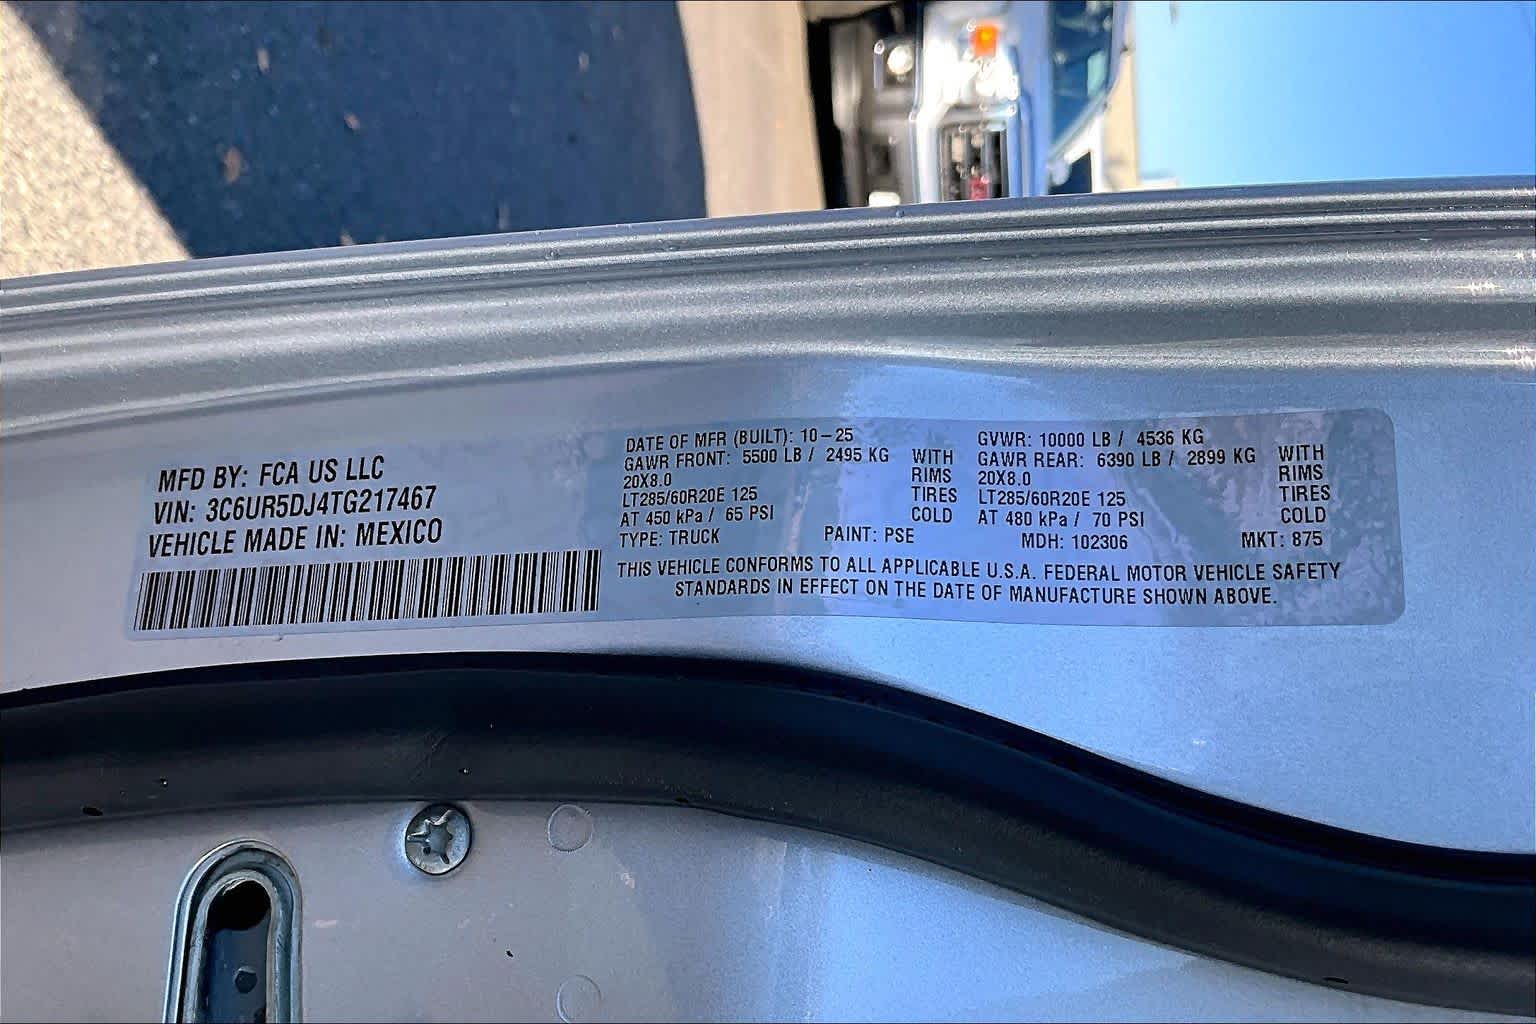 MFD BY: FCA US LLC
VIN: 3C6UR5DJ4TG217467
VEHICLE MADE IN: MEXICO
DATE OF MFR (BUILT): 10-25
GAWR FRONT: 5500 LB / 2495 KG WITH
20X8.0 RIMS
LT285/60R20E 125 TIRES
AT 450 kPa / 65 PSI COLD
TYPE: TRUCK PAINT: PSE
GVWR: 10000 LB / 4536 KG
GAWR REAR: 6390 LB / 2899 KG WITH
20X8.0 RIMS
LT285/60R20E 125 TIRES
AT 480 kPa / 70 PSI COLD
MDH: 102306 MKT: 875
THIS VEHICLE CONFORMS TO ALL APPLICABLE U.S.A. FEDERAL MOTOR VEHICLE SAFETY
STANDARDS IN EFFECT ON THE DATE OF MANUFACTURE SHOWN ABOVE.